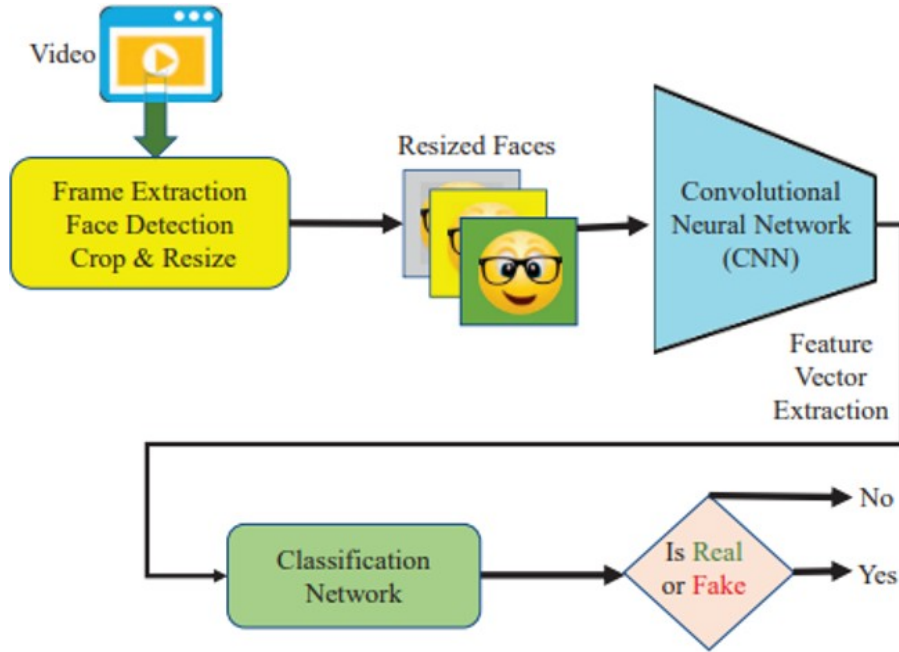 Video
Frame Extraction
Face Detection
Crop & Resize
Resized Faces
Convolutional
Neural Network
(CNN)
Feature
Vector
Extraction
Classification
Network
Is Real
or Fake
No
Yes